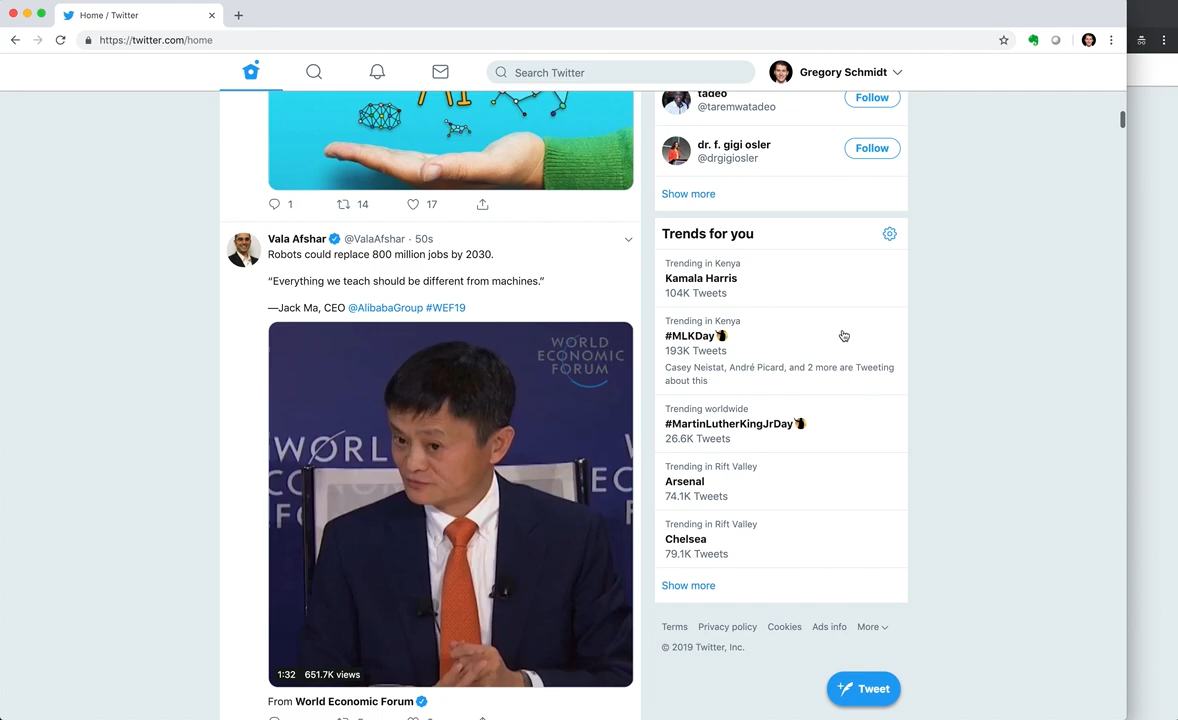 Home / Twitter
https://twitter.com/home
Search Twitter
Gregory Schmidt
AI
1 14 17
Vala Afshar @ValaAfshar · 50s
Robots could replace 800 million jobs by 2030.
“Everything we teach should be different from machines.”
—Jack Ma, CEO @AlibabaGroup #WEF19
WORLD
ECONOMIC
FORUM
WORLD
EC
FO
1:32 651.7K views
From World Economic Forum
tadeo
@taremwatadeo
Follow
dr. f. gigi osler
@drgigiosler
Follow
Show more
Trends for you
Trending in Kenya
Kamala Harris
104K Tweets
Trending in Kenya
#MLKDay
193K Tweets
Casey Neistat, André Picard, and 2 more are Tweeting
about this
Trending worldwide
#MartinLutherKingJrDay
26.6K Tweets
Trending in Rift Valley
Arsenal
74.1K Tweets
Trending in Rift Valley
Chelsea
79.1K Tweets
Show more
Terms Privacy policy Cookies Ads info More
© 2019 Twitter, Inc.
Tweet